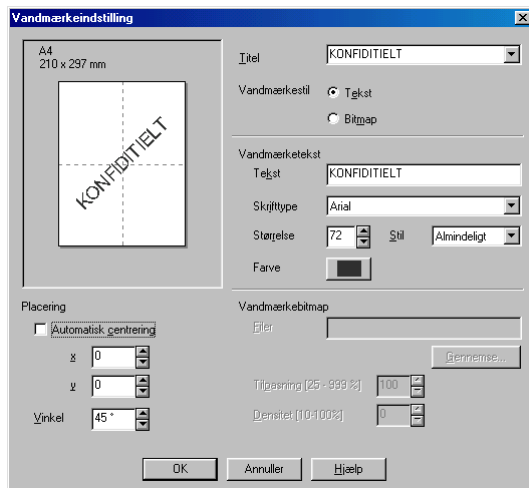 Vandmærkeindstilling
A4
210 x 297 mm
KONFIDITIELT
Titel KONFIDITIELT
Vandmærkestil Tekst
Bitmap
Vandmærketekst
Tekst KONFIDITIELT
Skrifttype Arial
Størrelse 72 Stil Almindeligt
Farve
Placering
Automatisk centrering
x 0
y 0
Vinkel 45 °
Vandmærkebitmap
Filer
Gennemse...
Tilpasning [25 - 999 %] 100
Densitet [10-100%] 0
OK Annuller Hjælp